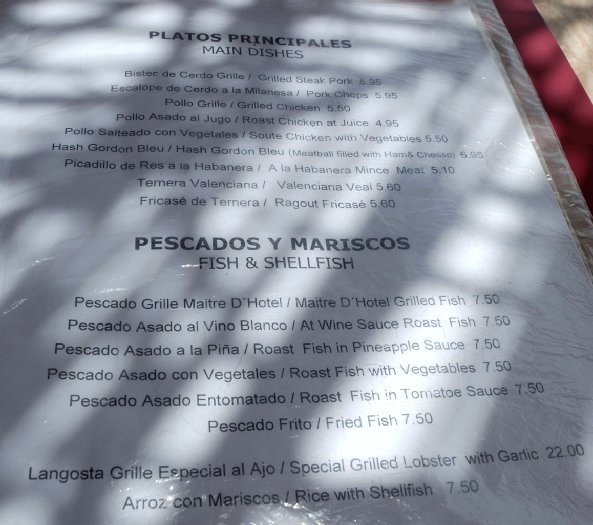 PLATOS PRINCIPALES
MAIN DISHES
Bistec de Cerdo Grille / Grilled Steak Pork 5.95
Escalope de Cerdo a la Milanesa / Pork Chops 5.95
Pollo Grille / Grilled Chicken 5.50
Pollo Asado al Jugo / Roast Chicken at Juice 4.95
Pollo Salteado con Vegetales / Soute Chicken with Vegetables 5.50
Hash Gordon Bleu / Hash Gordon Bleu (Meatball filled with Ham& Chesse) 6.95
Picadillo de Res a la Habanera / A la Habanera Mince Meat 5.10
Ternera Valenciana / Valenciana Veal 5.60
Fricasé de Ternera / Ragout Fricasé 5.60
PESCADOS Y MARISCOS
FISH & SHELLFISH
Pescado Grille Maitre D´Hotel / Maitre D´Hotel Grilleo Fish 7.50
Pescado Asado al Vino Blanco / At Wine Sauce Roast Fish 7.50
Pescado Asado a la Piña / Roast Fish in Pineapple Sauce 7.50
Pescado Asado con Vegetales / Roast Fish with Vegetables 7.50
Pescado Asado Entomatado / Roast Fish in Tomatoe Sauce 7.50
Pescado Frito / Fried Fish 7.50
Langosta Grille Especial al Ajo / Special Grilled Lobster with Garlic 22.00
Arroz con Mariscos / Rice with Shellfish 7.50